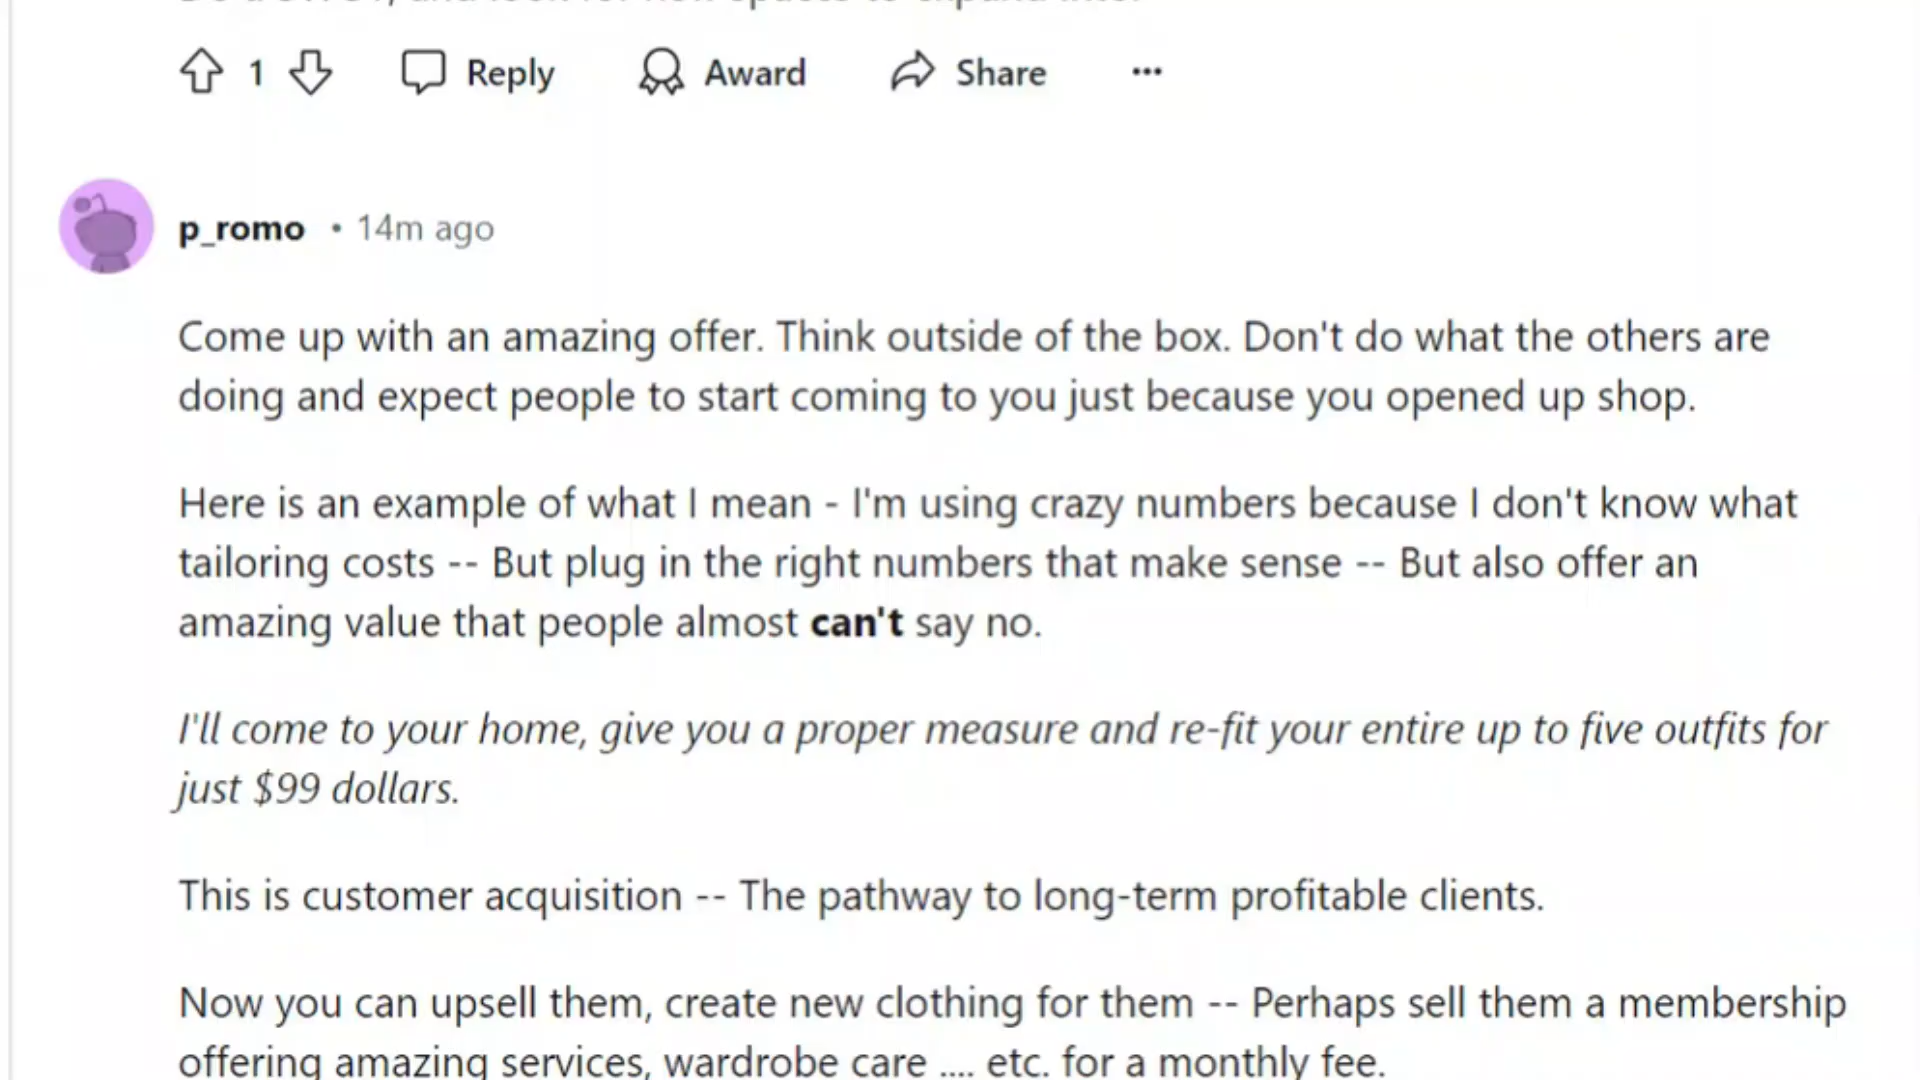 1 Reply Award Share ...
p_romo • 14m ago
Come up with an amazing offer. Think outside of the box. Don't do what the others are
doing and expect people to start coming to you just because you opened up shop.
Here is an example of what I mean - I'm using crazy numbers because I don't know what
tailoring costs -- But plug in the right numbers that make sense -- But also offer an
amazing value that people almost can't say no.
I'll come to your home, give you a proper measure and re-fit your entire up to five outfits for
just $99 dollars.
This is customer acquisition -- The pathway to long-term profitable clients.
Now you can upsell them, create new clothing for them -- Perhaps sell them a membership
offering amazing services, wardrobe care .... etc. for a monthly fee.